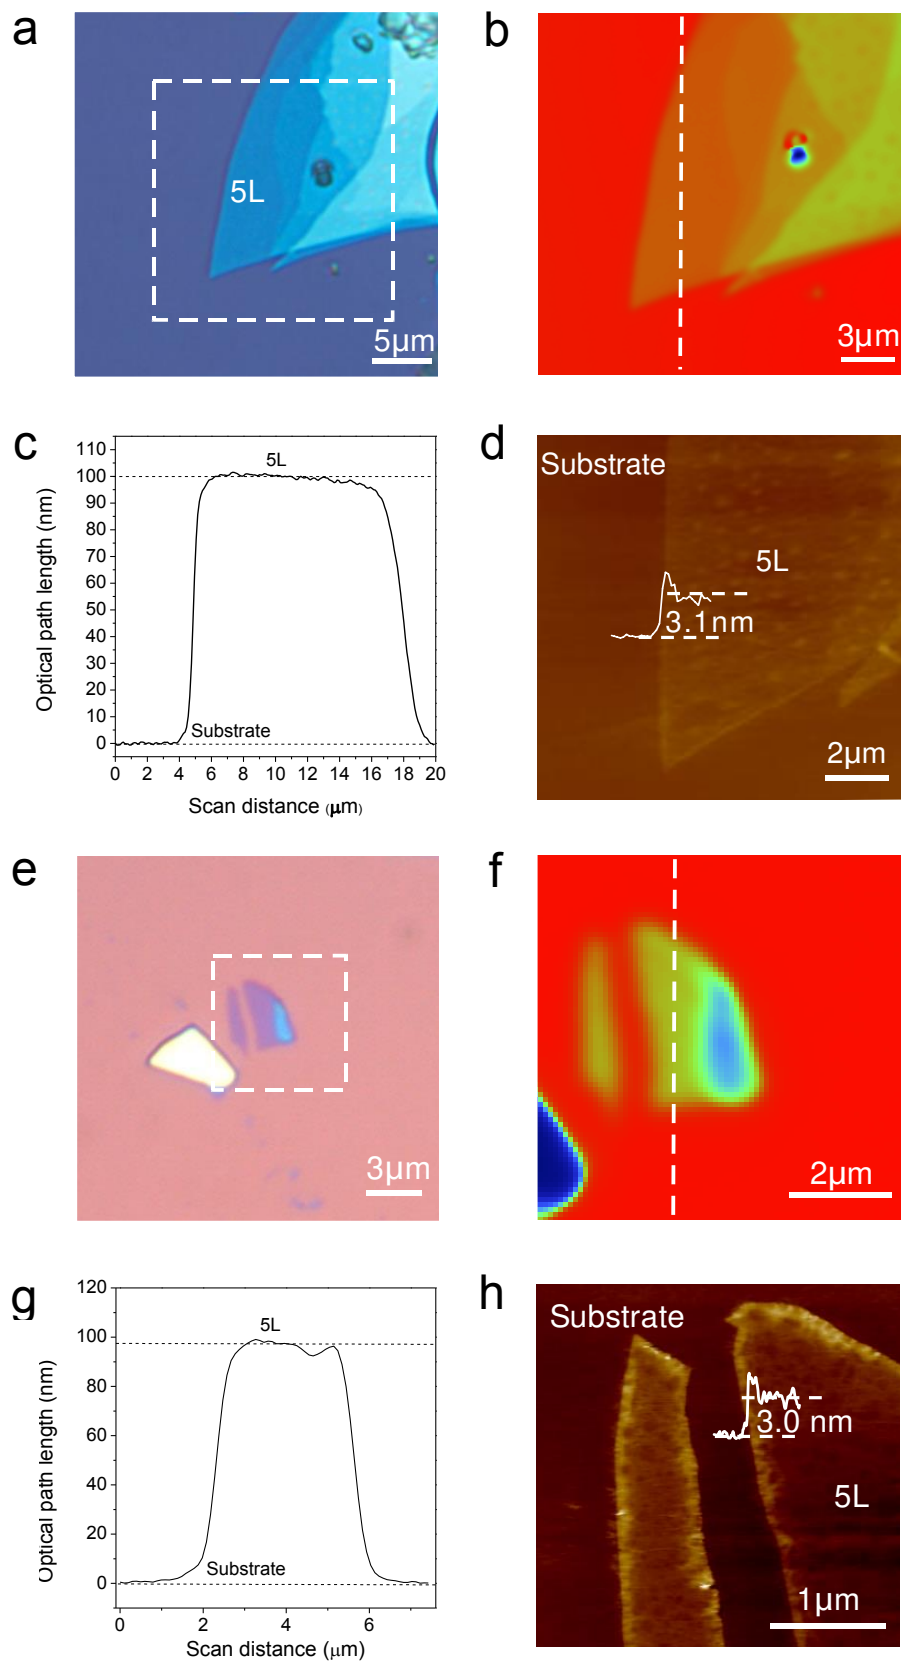 a
5L
5μm
b
3μm
c
110
100
90
80
70
60
50
40
30
20
10
0
5L
Substrate
0 2 4 6 8 10 12 14 16 18 20
Optical path length (nm)
Scan distance (μm)
d
Substrate
5L
3.1nm
2μm
e
3μm
f
2μm
g
120
100
80
60
40
20
0
5L
Substrate
0 2 4 6
Optical path length (nm)
Scan distance (μm)
h
Substrate
3.0 nm
5L
1μm